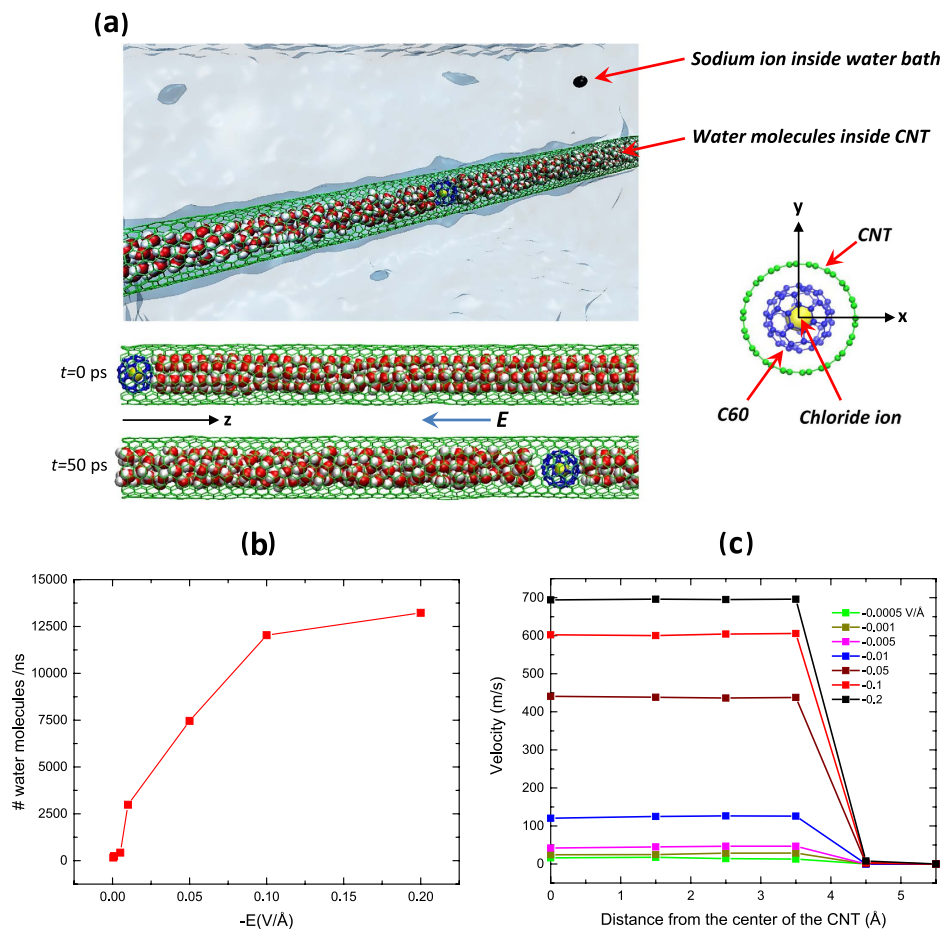 (a)
Sodium ion inside water bath
Water molecules inside CNT
y
CNT
x
C60
Chloride ion
t=0 ps
z
E
t=50 ps
(b)
15000
12500
10000
7500
5000
2500
0
# water molecules /ns
0.00
0.05
0.10
0.15
0.20
-E(V/Å)
(c)
700
600
500
400
300
200
100
0
Velocity (m/s)
-0.0005 V/Å
-0.001
-0.005
-0.01
-0.05
-0.1
-0.2
0
1
2
3
4
5
Distance from the center of the CNT (Å)